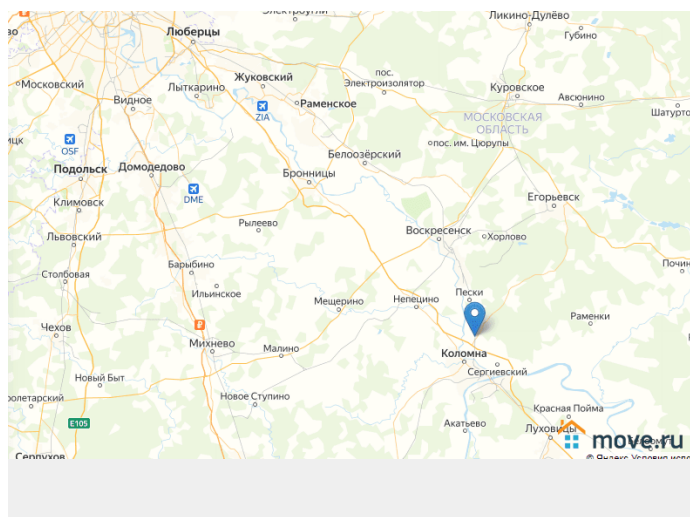 Электроугли
Ликино-Дулёво
Люберцы
Губино
Московский
Лыткарино
Жуковский
пос.
Электроизолятор
Куровское
Авсюнино
Видное
ZIA
Раменское
МОСКОВСКАЯ
ОБЛАСТЬ
Шатурто
OSF
пос. им. Цюрупы
Белоозёрский
Подольск
Домодедово
Бронницы
DME
Егорьевск
Климовск
Рылеево
Львовский
Воскресенск
Хорлово
Барыбино
Почин
Столбовая
Ильинское
Мещерино
Непецино
Пески
Раменки
Чехов
Михнево
Малино
Коломна
Сергиевский
Новый Быт
Новое Ступино
Красная Пойма
E105
Акатьево
Луховицы
move.ru
Серпухов
© Яндекс Условия испо